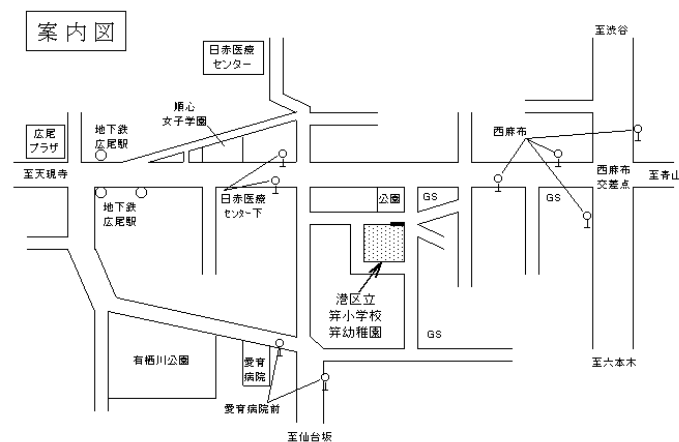 案内図
至渋谷
日赤医療
センター
順心
女子学園
広尾
プラザ
地下鉄
広尾駅
西麻布
至天現寺
西麻布
交差点
至青山
地下鉄
広尾駅
日赤医療
センター下
公園
GS
GS
港区立
笄小学校
笄幼稚園
GS
有栖川公園
愛育
病院
至六本木
愛育病院前
至仙台坂